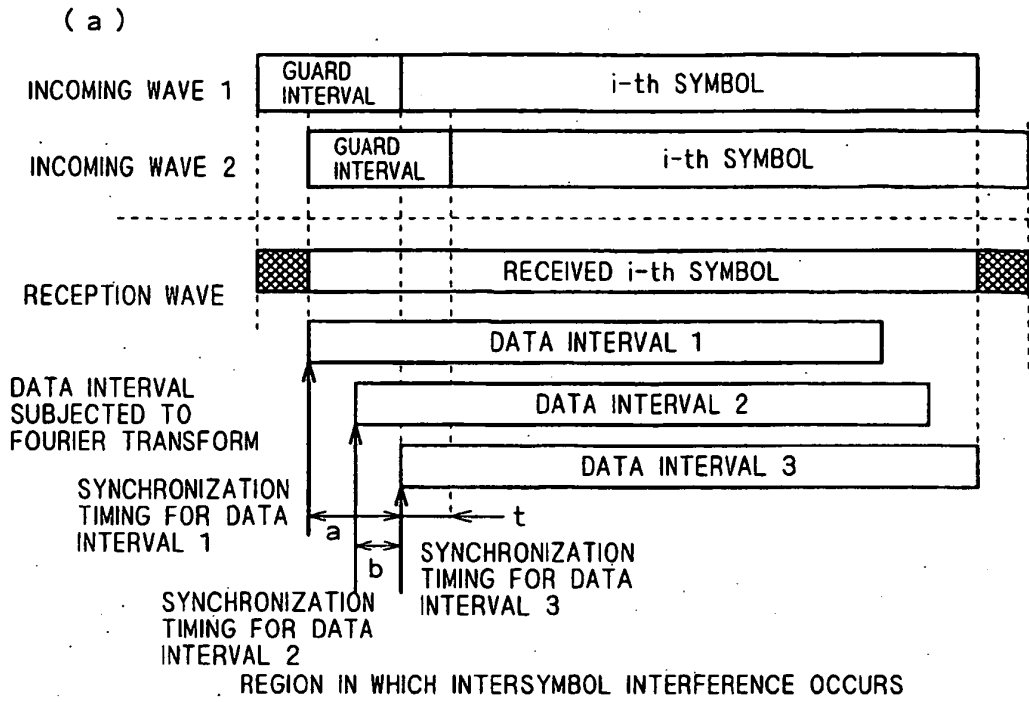 (a)
INCOMING WAVE 1
GUARD
INTERVAL
i-th SYMBOL
INCOMING WAVE 2
GUARD
INTERVAL
i-th SYMBOL
RECEPTION WAVE
RECEIVED i-th SYMBOL
DATA INTERVAL 1
DATA INTERVAL
SUBJECTED TO
FOURIER TRANSFORM
DATA INTERVAL 2
DATA INTERVAL 3
SYNCHRONIZATION
TIMING FOR DATA
INTERVAL 1
a
t
b
SYNCHRONIZATION
TIMING FOR DATA
INTERVAL 3
SYNCHRONIZATION
TIMING FOR DATA
INTERVAL 2
REGION IN WHICH INTERSYMBOL INTERFERENCE OCCURS